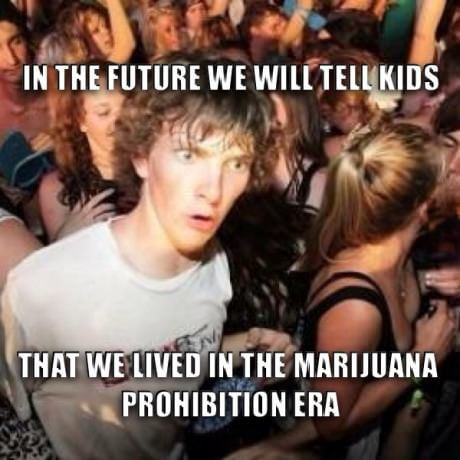 IN THE FUTURE WE WILL TELL KIDS
THAT WE LIVED IN THE MARIJUANA
PROHIBITION ERA